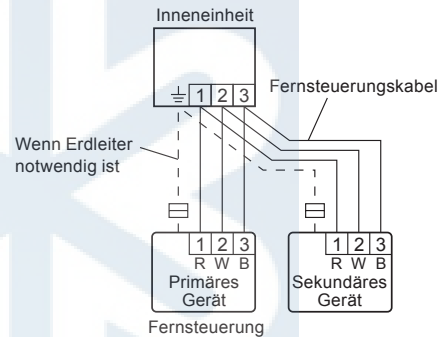 Inneneinheit
1 2 3
Fernsteuerungskabel
Wenn Erdleiter
notwendig ist
1 2 3
R W B
Primäres
Gerät
1 2 3
R W B
Sekundäres
Gerät
Fernsteuerung